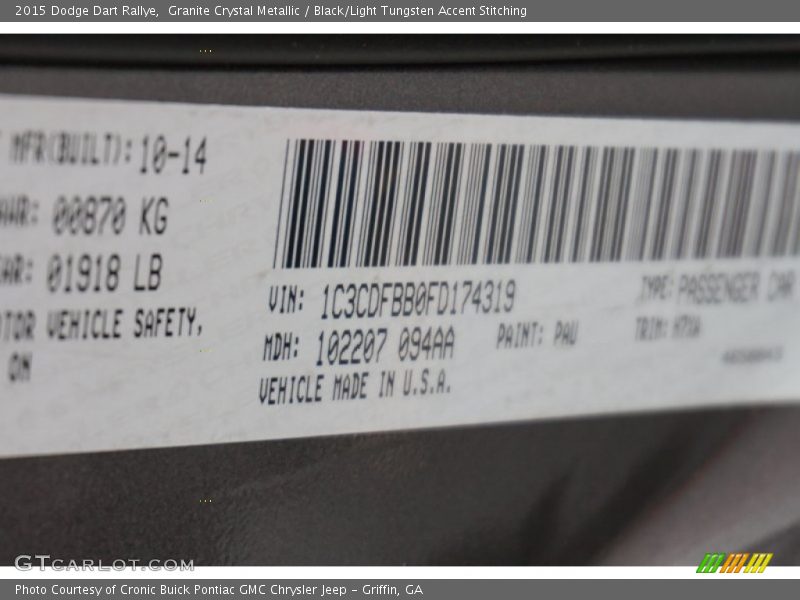 2015 Dodge Dart Rallye, Granite Crystal Metallic / Black/Light Tungsten Accent Stitching
MFR(BUILT): 10-14
00870 KG
01918 LB
VEHICLE SAFETY,
ON
VIN: 1C3CDFBB0FD174319
MDH: 102207 094AA
VEHICLE MADE IN U.S.A.
PAINT: PAU
TYPE: PASSENGER CAR
TRIM:
GTcarlot.com
Photo Courtesy of Cronic Buick Pontiac GMC Chrysler Jeep - Griffin, GA